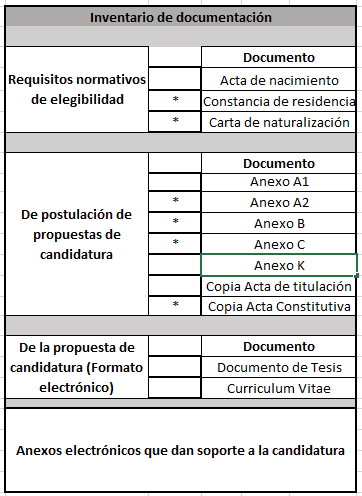 Inventario de documentación
Documento
Requisitos normativos
de elegibilidad
Acta de nacimiento
* Constancia de residencia
* Carta de naturalización
Documento
De postulación de
propuestas de
candidatura
Anexo A1
* Anexo A2
* Anexo B
* Anexo C
Anexo K
Copia Acta de titulación
* Copia Acta Constitutiva
De la propuesta de
candidatura (Formato
electrónico)
Documento
Documento de Tesis
Curriculum Vitae
Anexos electrónicos que dan soporte a la candidatura